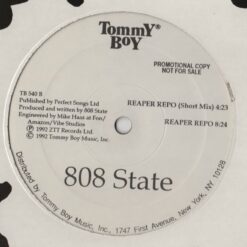 TOMMY®
BOY
PROMOTIONAL COPY
NOT FOR SALE
TB 540 B
Published by Perfect Songs Ltd
Produced and written by 808 State
Engineered by Mike Haas at Fon/
Amazon/Vibe Studios
℗ 1992 ZTT Records Ltd.
© 1992 Tommy Boy Music, Inc.
REAPER REPO (Short Mix) 4:23
REAPER REPO 8:24
808 State
Manufactured by Tommy Boy Music, Inc., 1747 First Avenue, New York, NY 10128